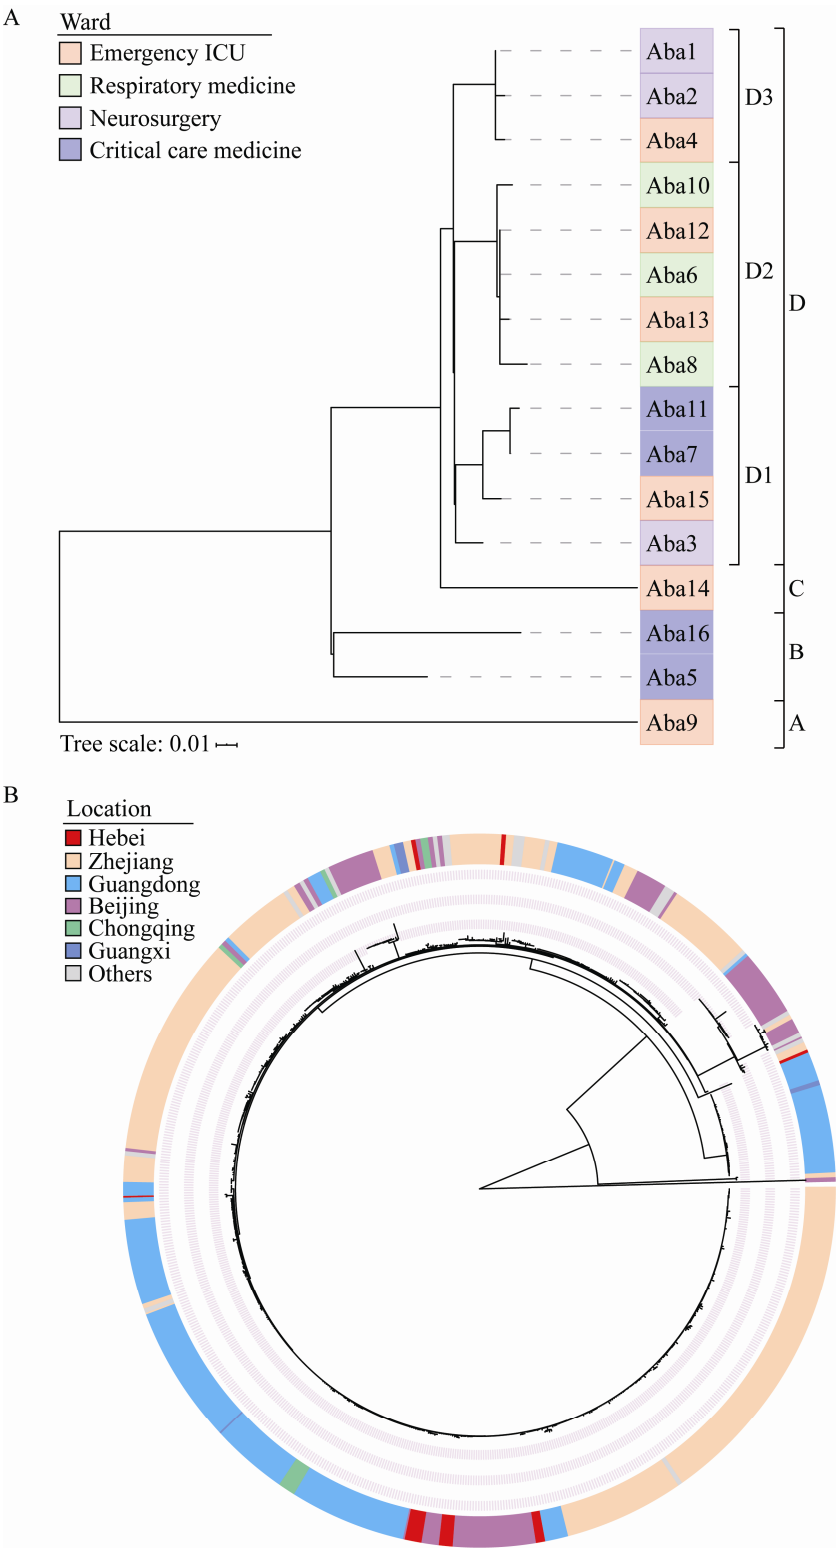 A
Ward
Emergency ICU
Respiratory medicine
Neurosurgery
Critical care medicine
Aba1
Aba2
Aba4
Aba10
Aba12
Aba6
Aba13
Aba8
Aba11
Aba7
Aba15
Aba3
Aba14
Aba16
Aba5
Aba9
D3
D2
D1
D
C
B
A
Tree scale: 0.01
B
Location
Hebei
Zhejiang
Guangdong
Beijing
Chongqing
Guangxi
Others